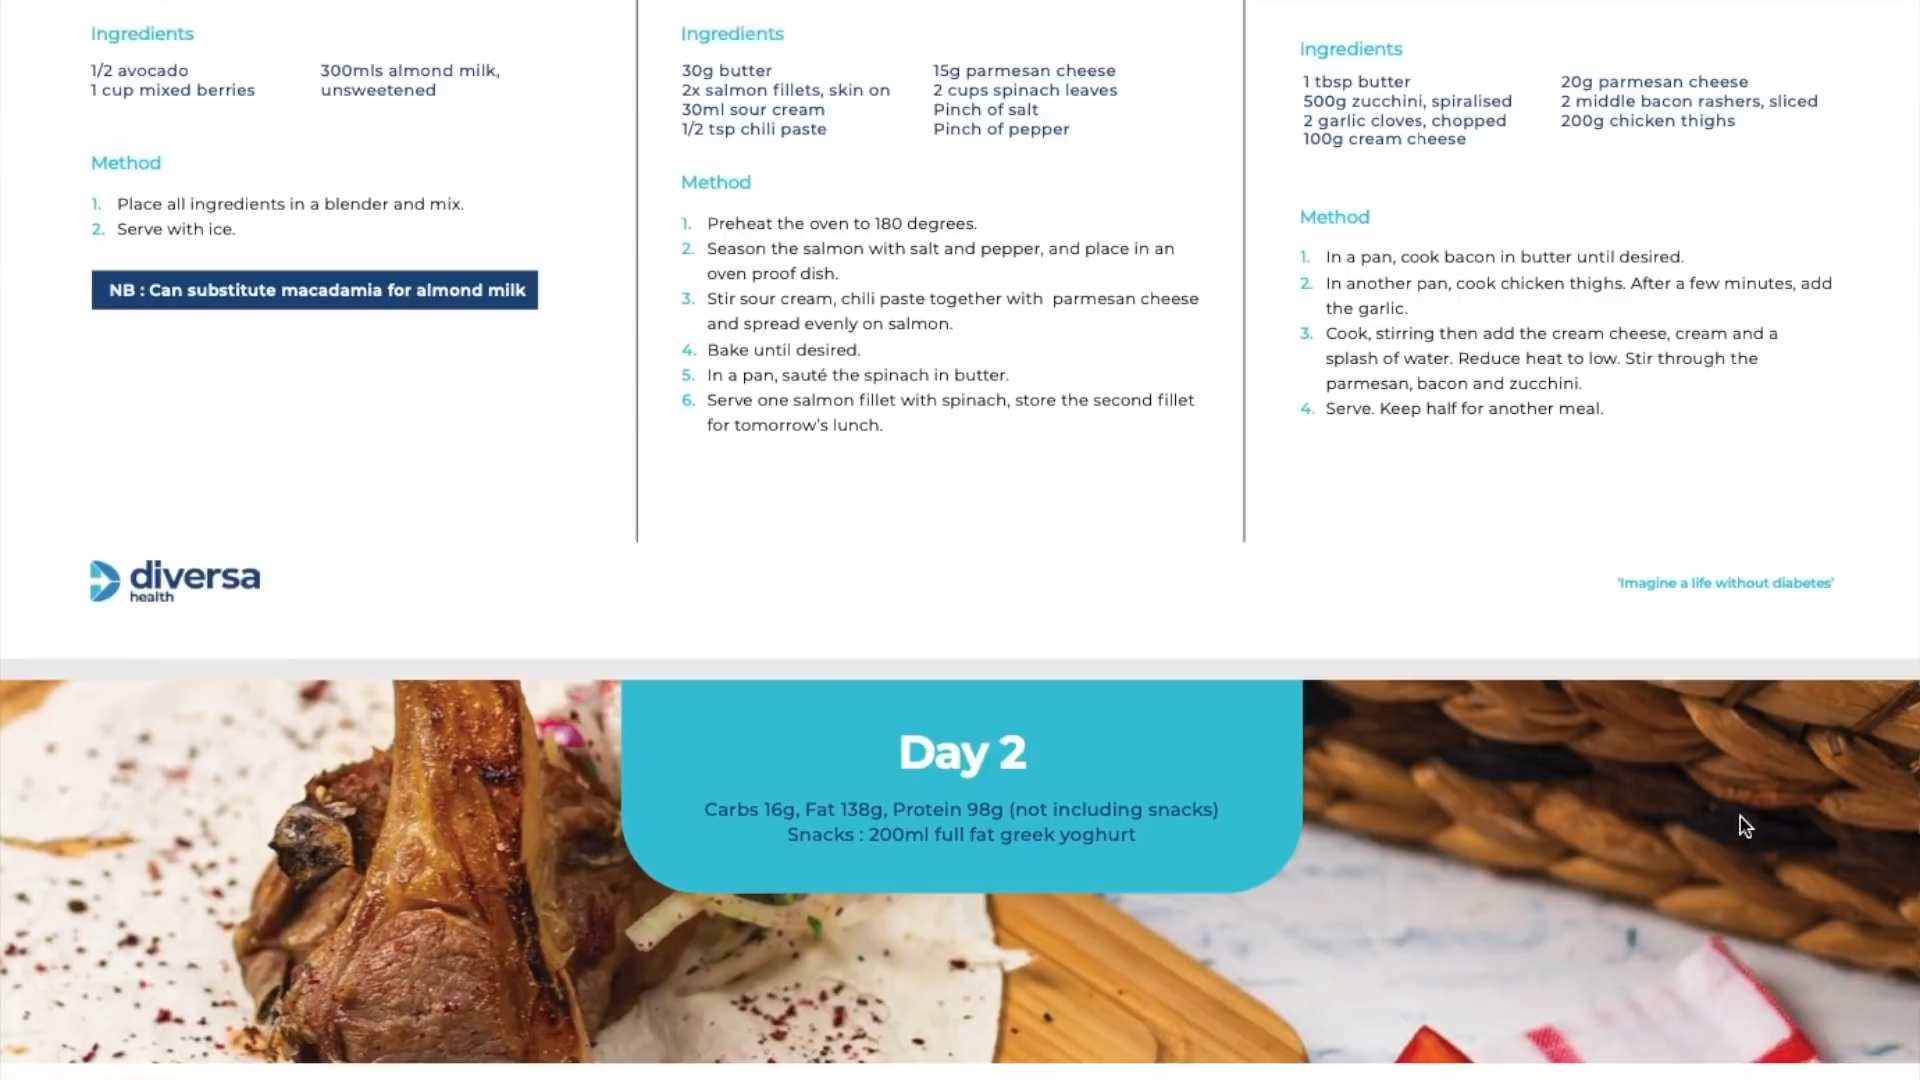 Ingredients
1/2 avocado
1 cup mixed berries
300mls almond milk,
unsweetened
Method
1. Place all ingredients in a blender and mix.
2. Serve with ice.
NB : Can substitute macadamia for almond milk
Ingredients
30g butter
2x salmon fillets, skin on
30ml sour cream
1/2 tsp chili paste
15g parmesan cheese
2 cups spinach leaves
Pinch of salt
Pinch of pepper
Method
1. Preheat the oven to 180 degrees.
2. Season the salmon with salt and pepper, and place in an
oven proof dish.
3. Stir sour cream, chili paste together with parmesan cheese
and spread evenly on salmon.
4. Bake until desired.
5. In a pan, sauté the spinach in butter.
6. Serve one salmon fillet with spinach, store the second fillet
for tomorrow's lunch.
Ingredients
1 tbsp butter
500g zucchini, spiralised
2 garlic cloves, chopped
100g cream cheese
20g parmesan cheese
2 middle bacon rashers, sliced
200g chicken thighs
Method
1. In a pan, cook bacon in butter until desired.
2. In another pan, cook chicken thighs. After a few minutes, add
the garlic.
3. Cook, stirring then add the cream cheese, cream and a
splash of water. Reduce heat to low. Stir through the
parmesan, bacon and zucchini.
4. Serve. Keep half for another meal.
diversa
health
'Imagine a life without diabetes'
Day 2
Carbs 16g, Fat 138g, Protein 98g (not including snacks)
Snacks : 200ml full fat greek yoghurt